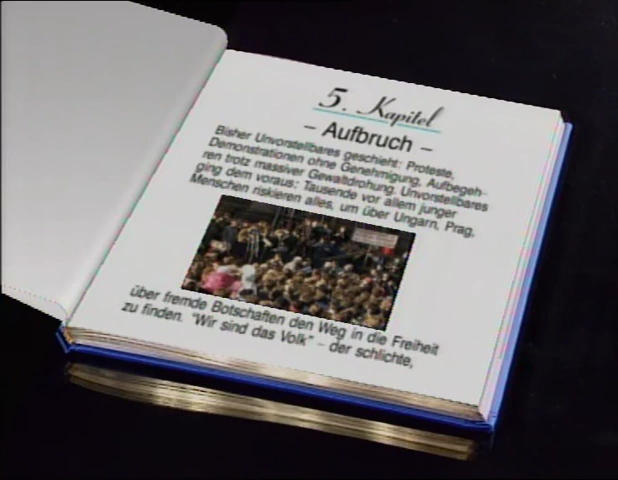 5. Kapitel
– Aufbruch –
Bisher Unvorstellbares geschieht: Proteste,
Demonstrationen ohne Genehmigung, Aufbegeh-
ren trotz massiver Gewaltdrohung. Unvorstellbares
ging dem voraus: Tausende vor allem junger
Menschen riskieren alles, um über Ungarn, Prag,
über fremde Botschaften den Weg in die Freiheit
zu finden. "Wir sind das Volk" – der schlichte,